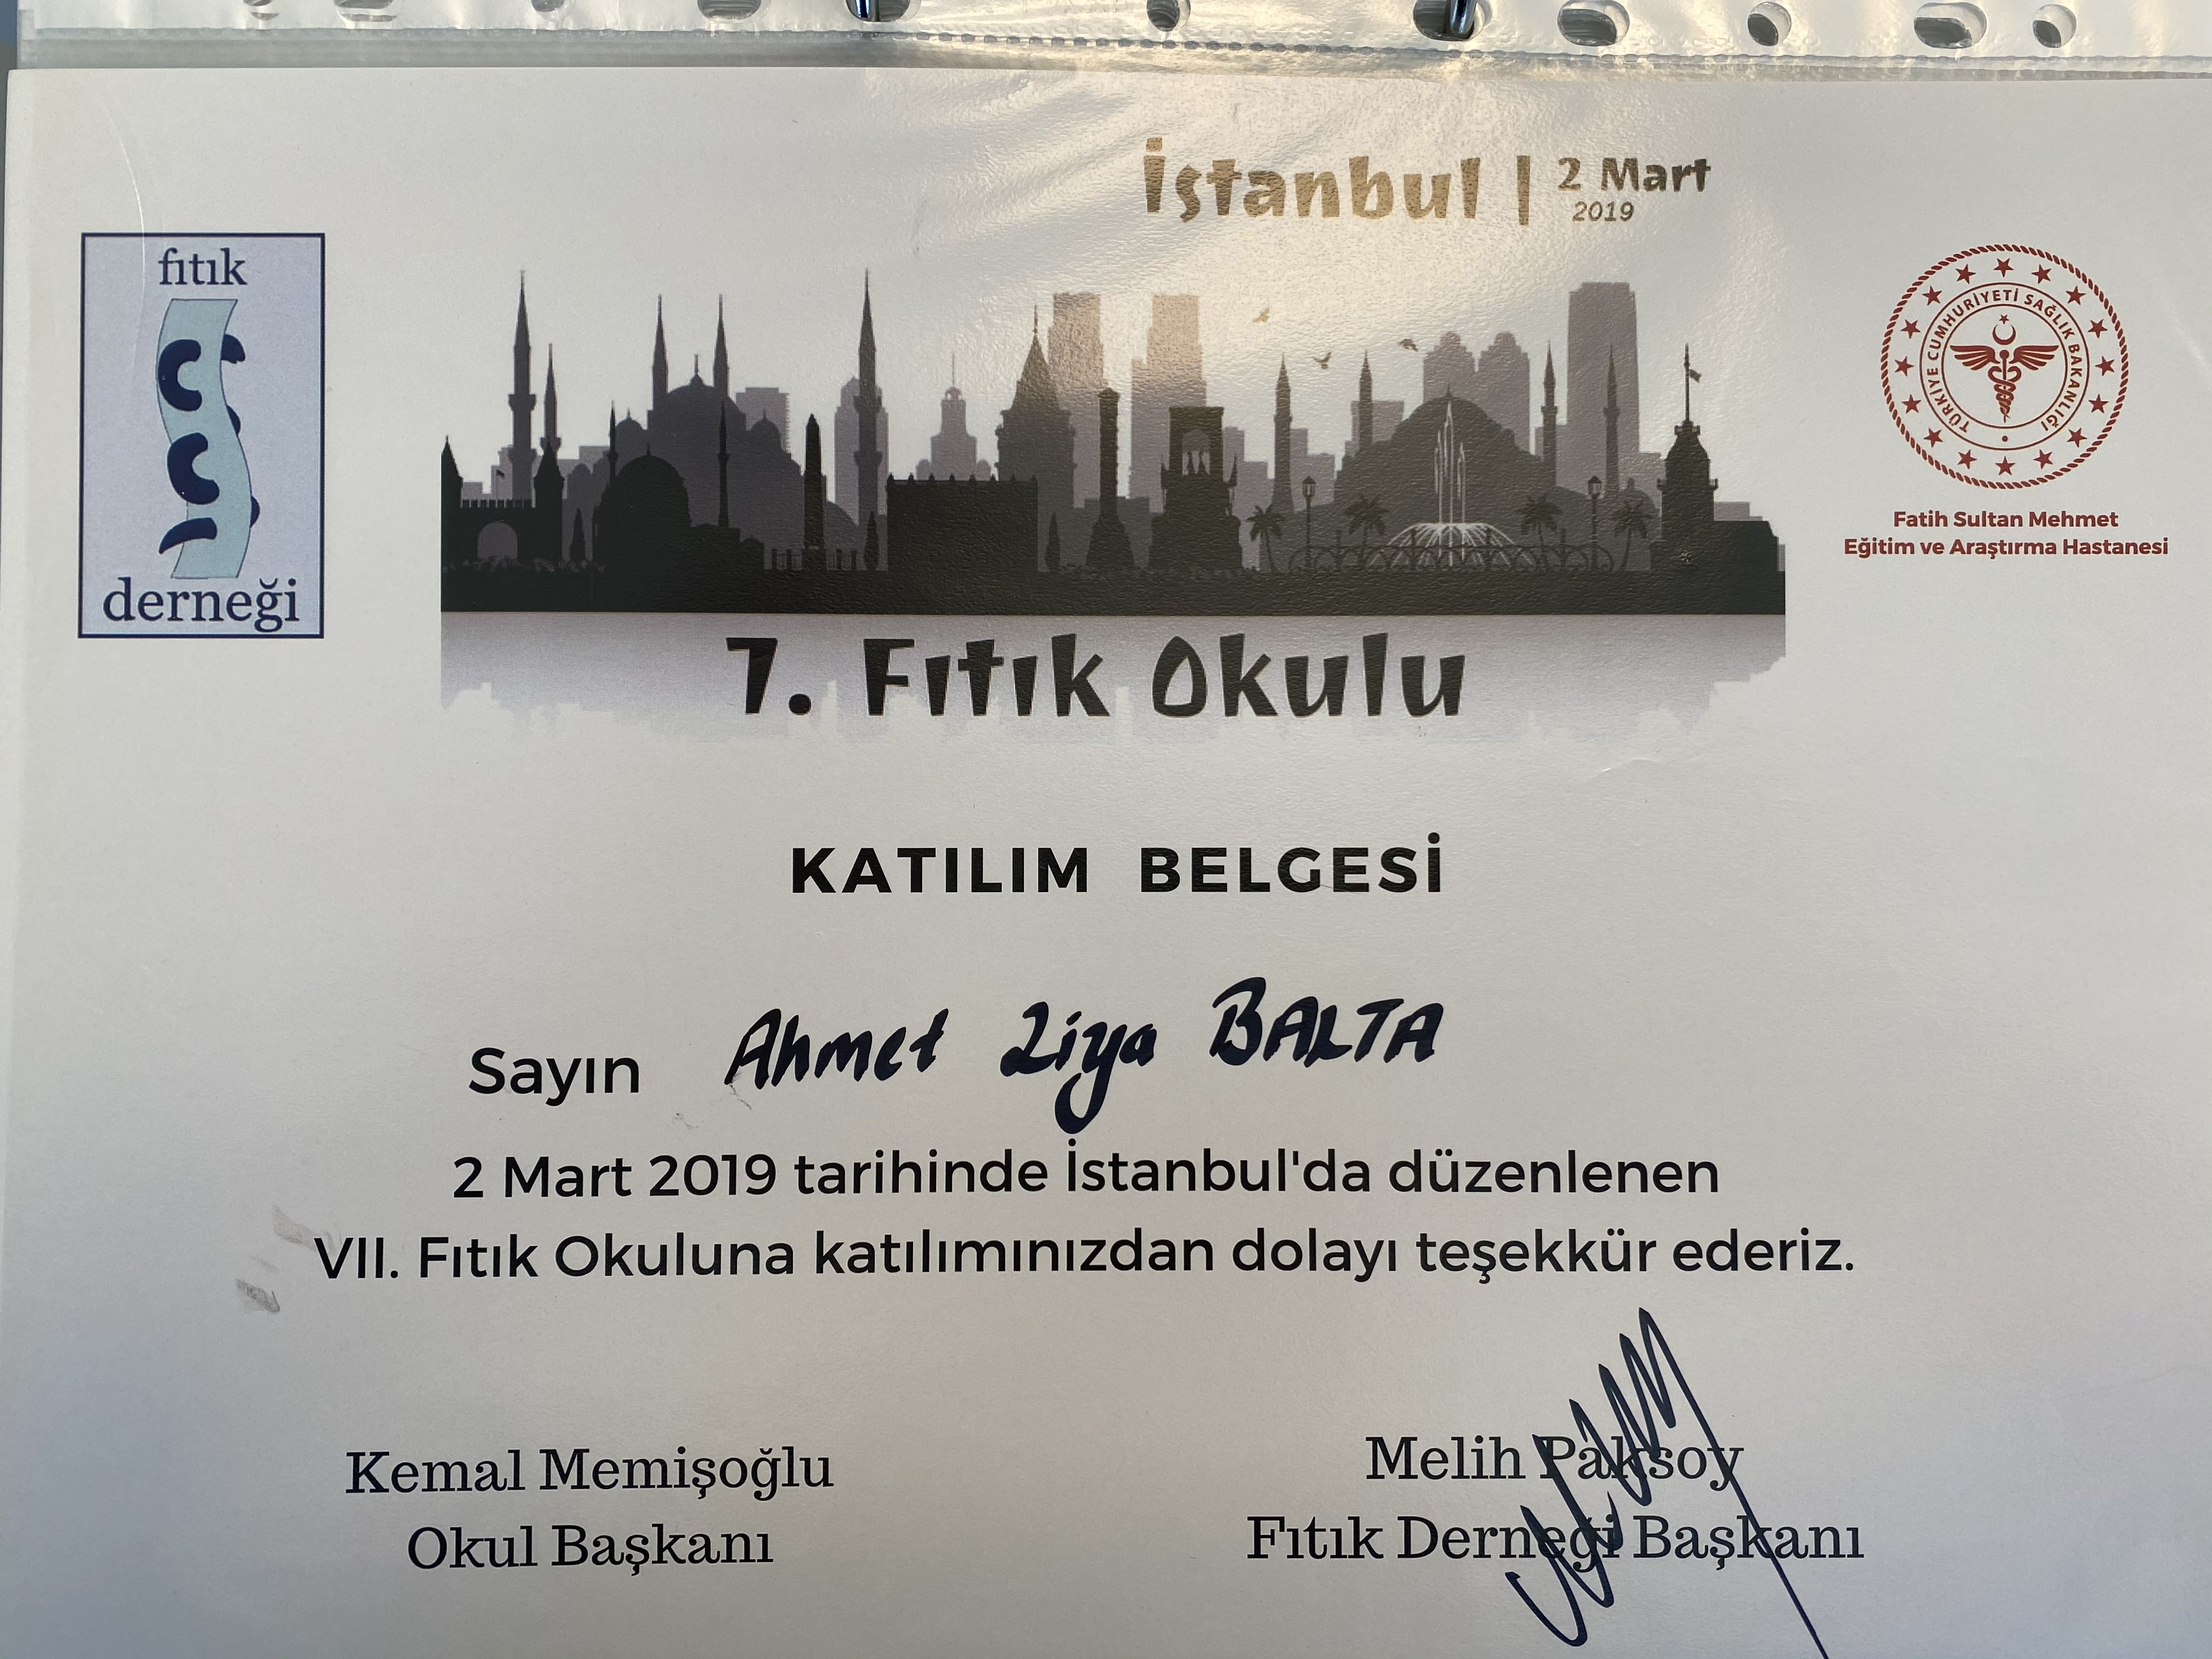 İstanbul | 2 Mart
2019
fıtık
derneği
TÜRKİYE CUMHURİYETİ SAĞLIK BAKANLIĞI
Fatih Sultan Mehmet
Eğitim ve Araştırma Hastanesi
7. Fıtık Okulu
KATILIM BELGESİ
Sayın Ahmet Ziya BALTA
2 Mart 2019 tarihinde İstanbul'da düzenlenen
VII. Fıtık Okuluna katılımınızdan dolayı teşekkür ederiz.
Kemal Memişoğlu
Okul Başkanı
Melih Paksoy
Fıtık Derneği Başkanı